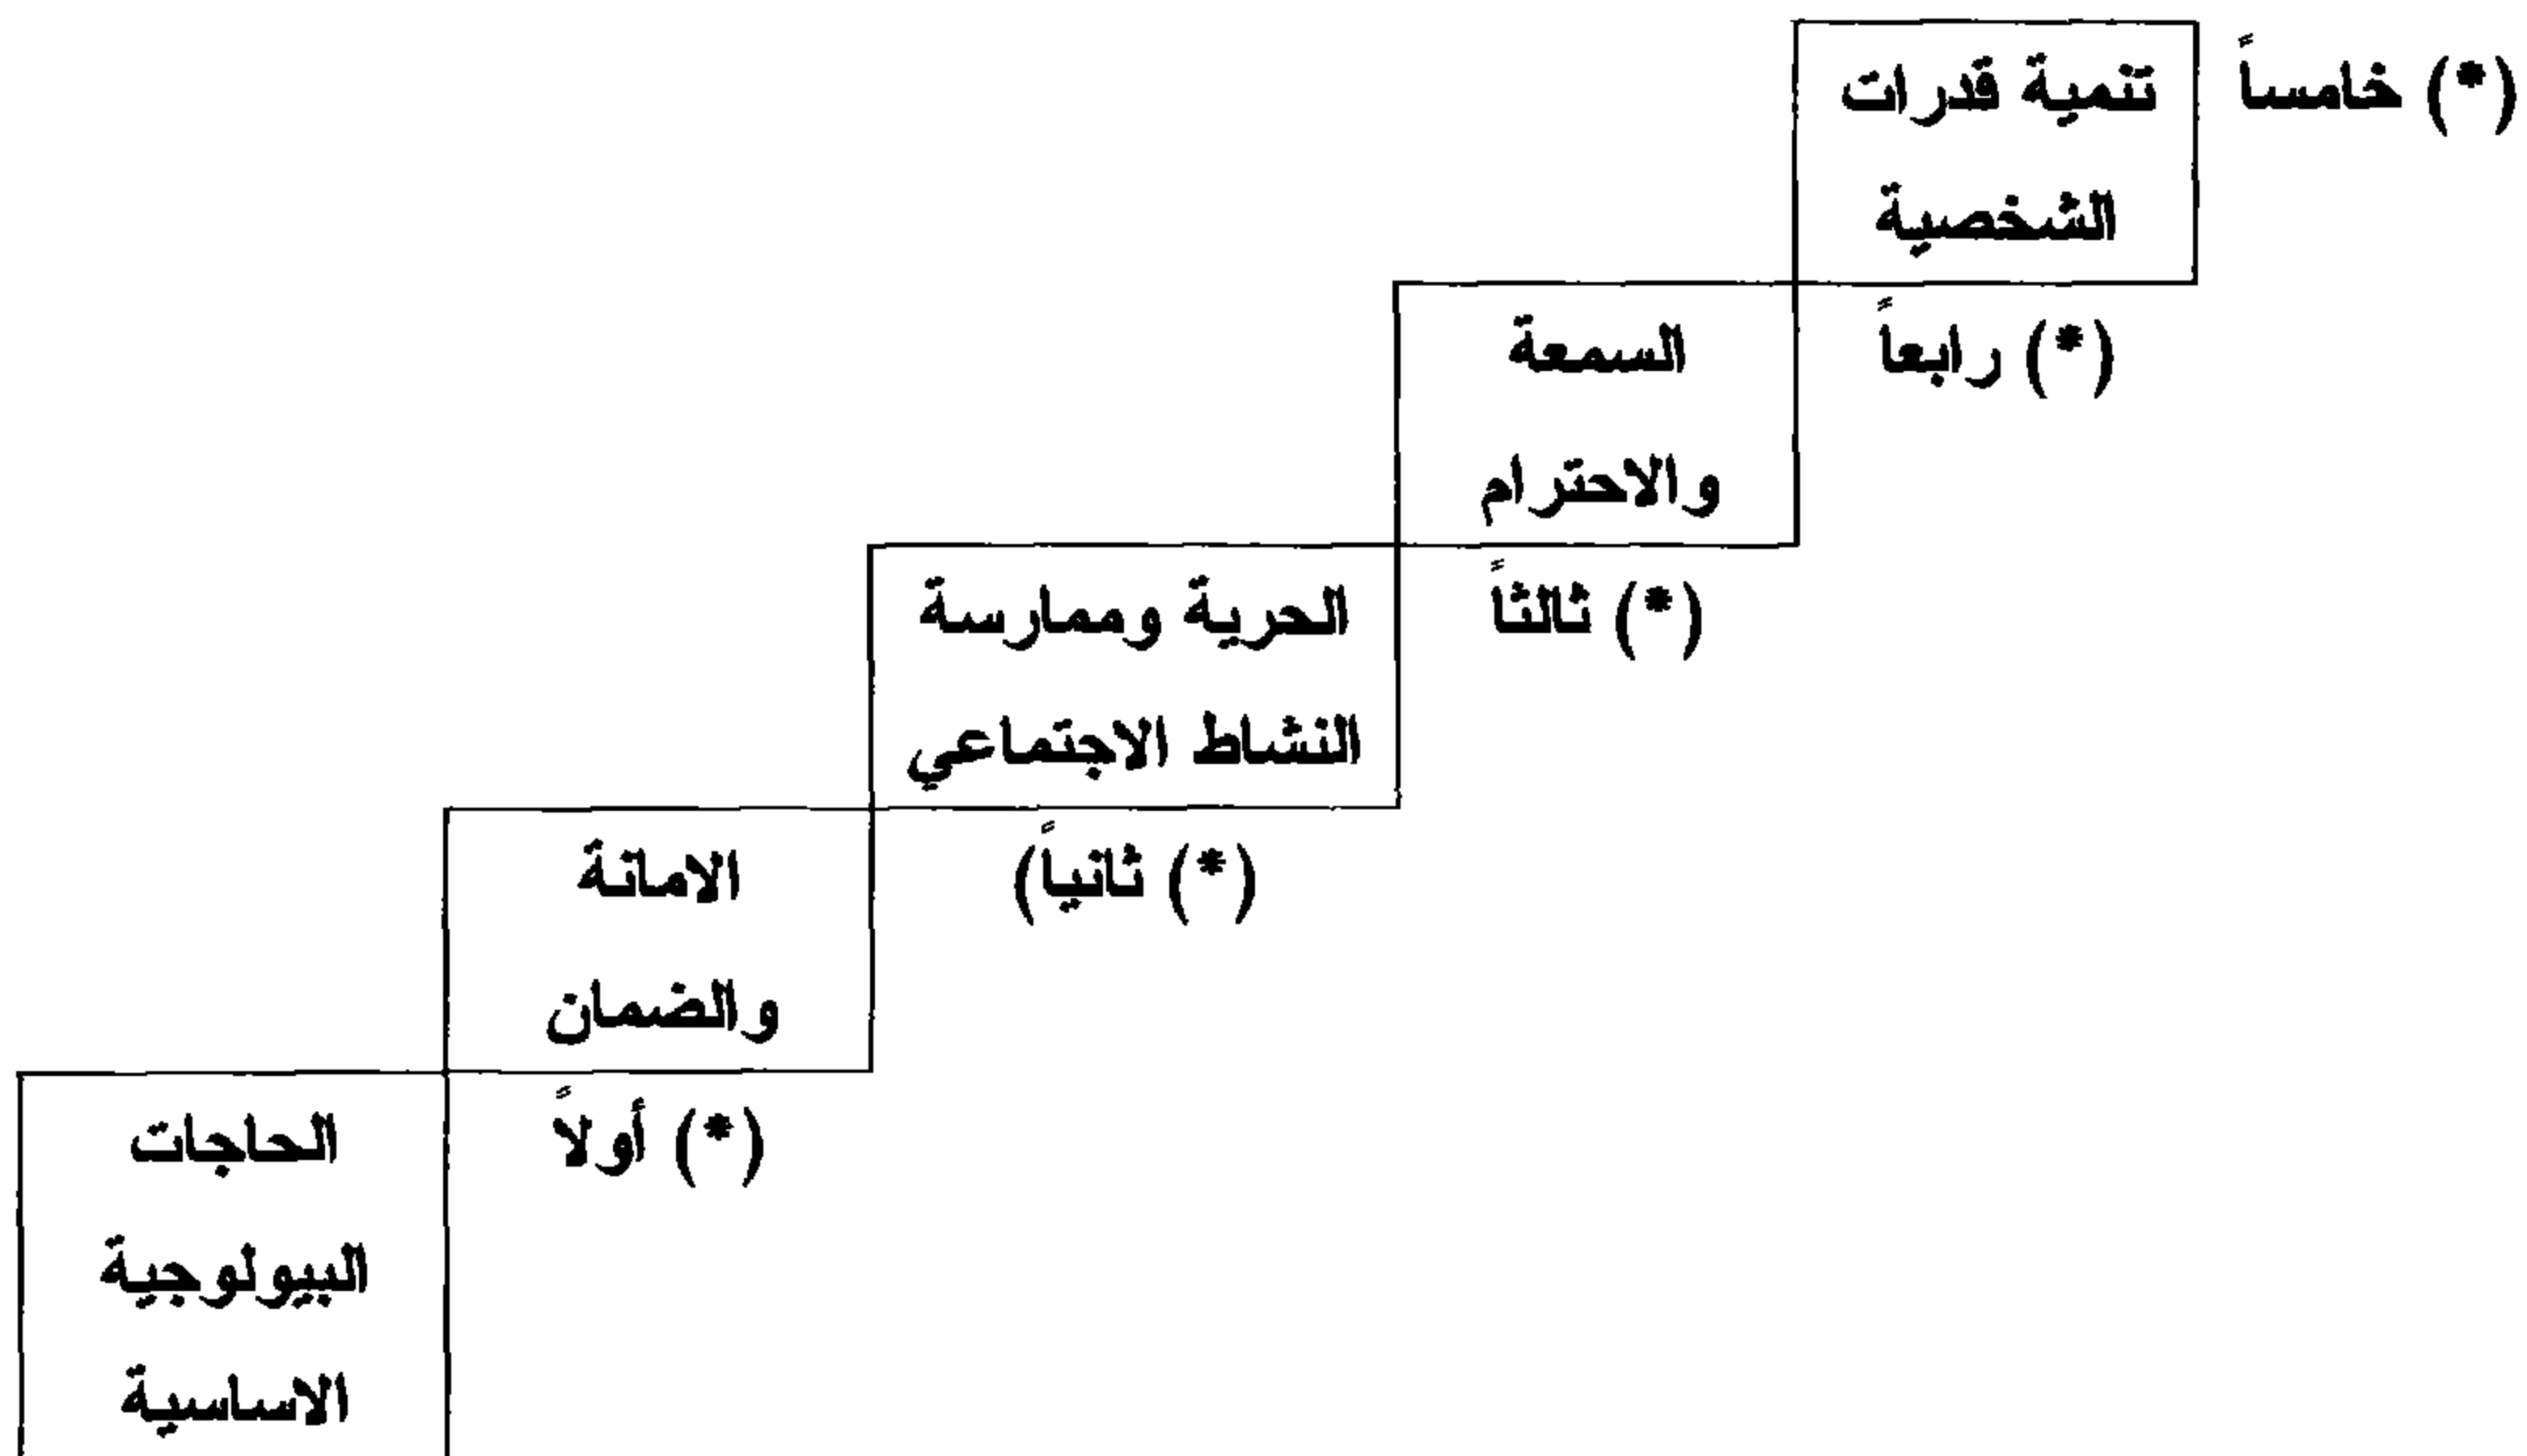 (*) خامساً
تنمية قدرات
الشخصية
(*) رابعاً
السمعة
والاحترام
(*) ثالثاً
الحرية وممارسة
النشاط الاجتماعي
(*) ثانياً)
الامانة
والضمان
(*) أولاً
الحاجات
البيولوجية
الاساسية